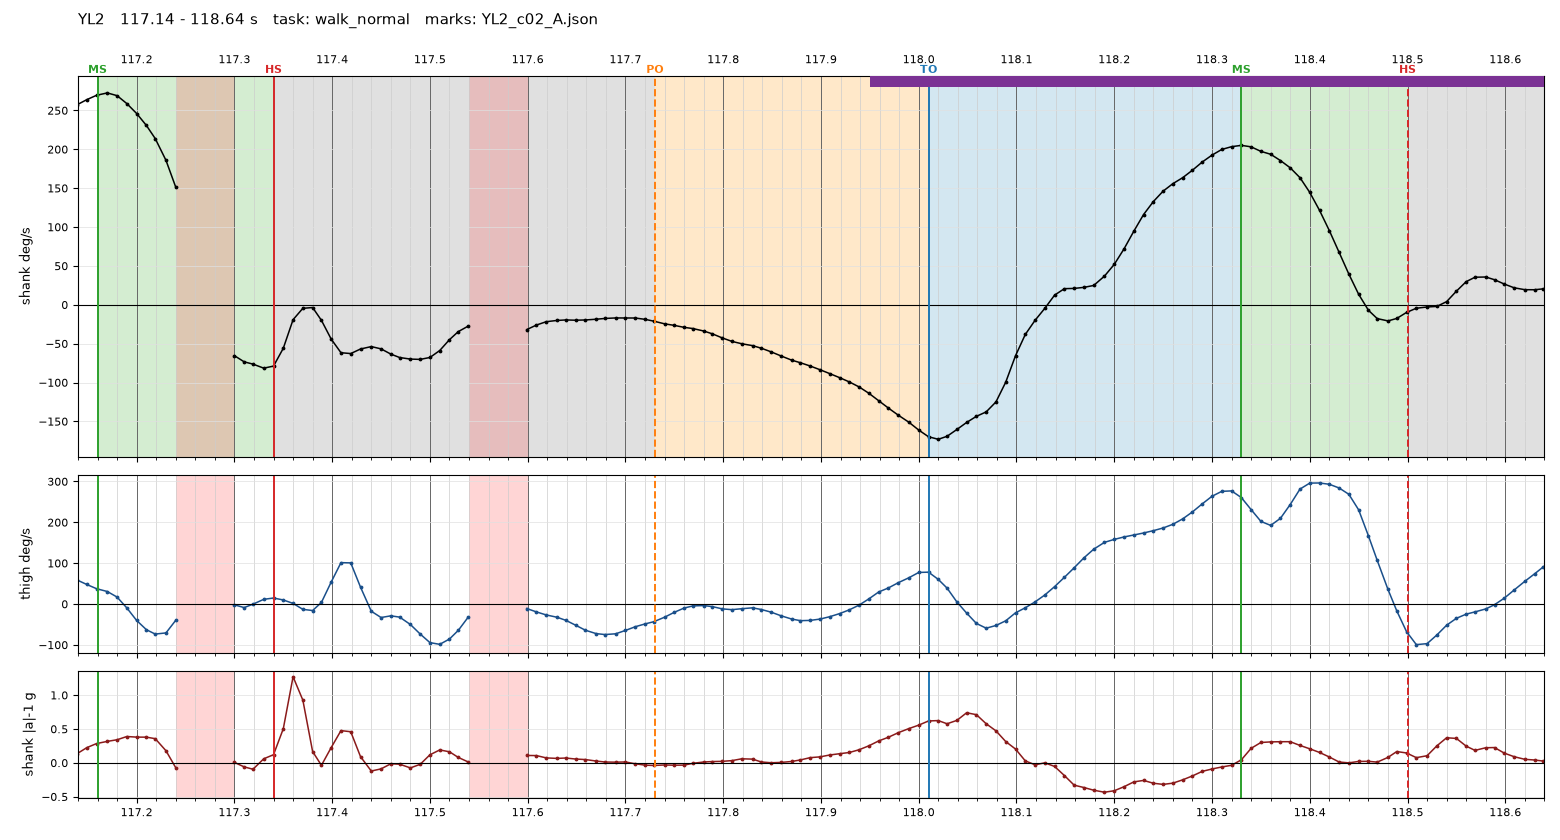 YL2   117.14 - 118.64 s   task: walk_normal   marks: YL2_c02_A.json
117.2 117.3 117.4 117.5 117.6 117.7 117.8 117.9 118.0 118.1 118.2 118.3 118.4 118.5 118.6
MS HS PO TO MS HS
250
200
150
100
50
0
−50
−100
−150
shank deg/s
300
200
100
0
−100
thigh deg/s
1.0
0.5
0.0
−0.5
shank |a|-1 g
117.2 117.3 117.4 117.5 117.6 117.7 117.8 117.9 118.0 118.1 118.2 118.3 118.4 118.5 118.6